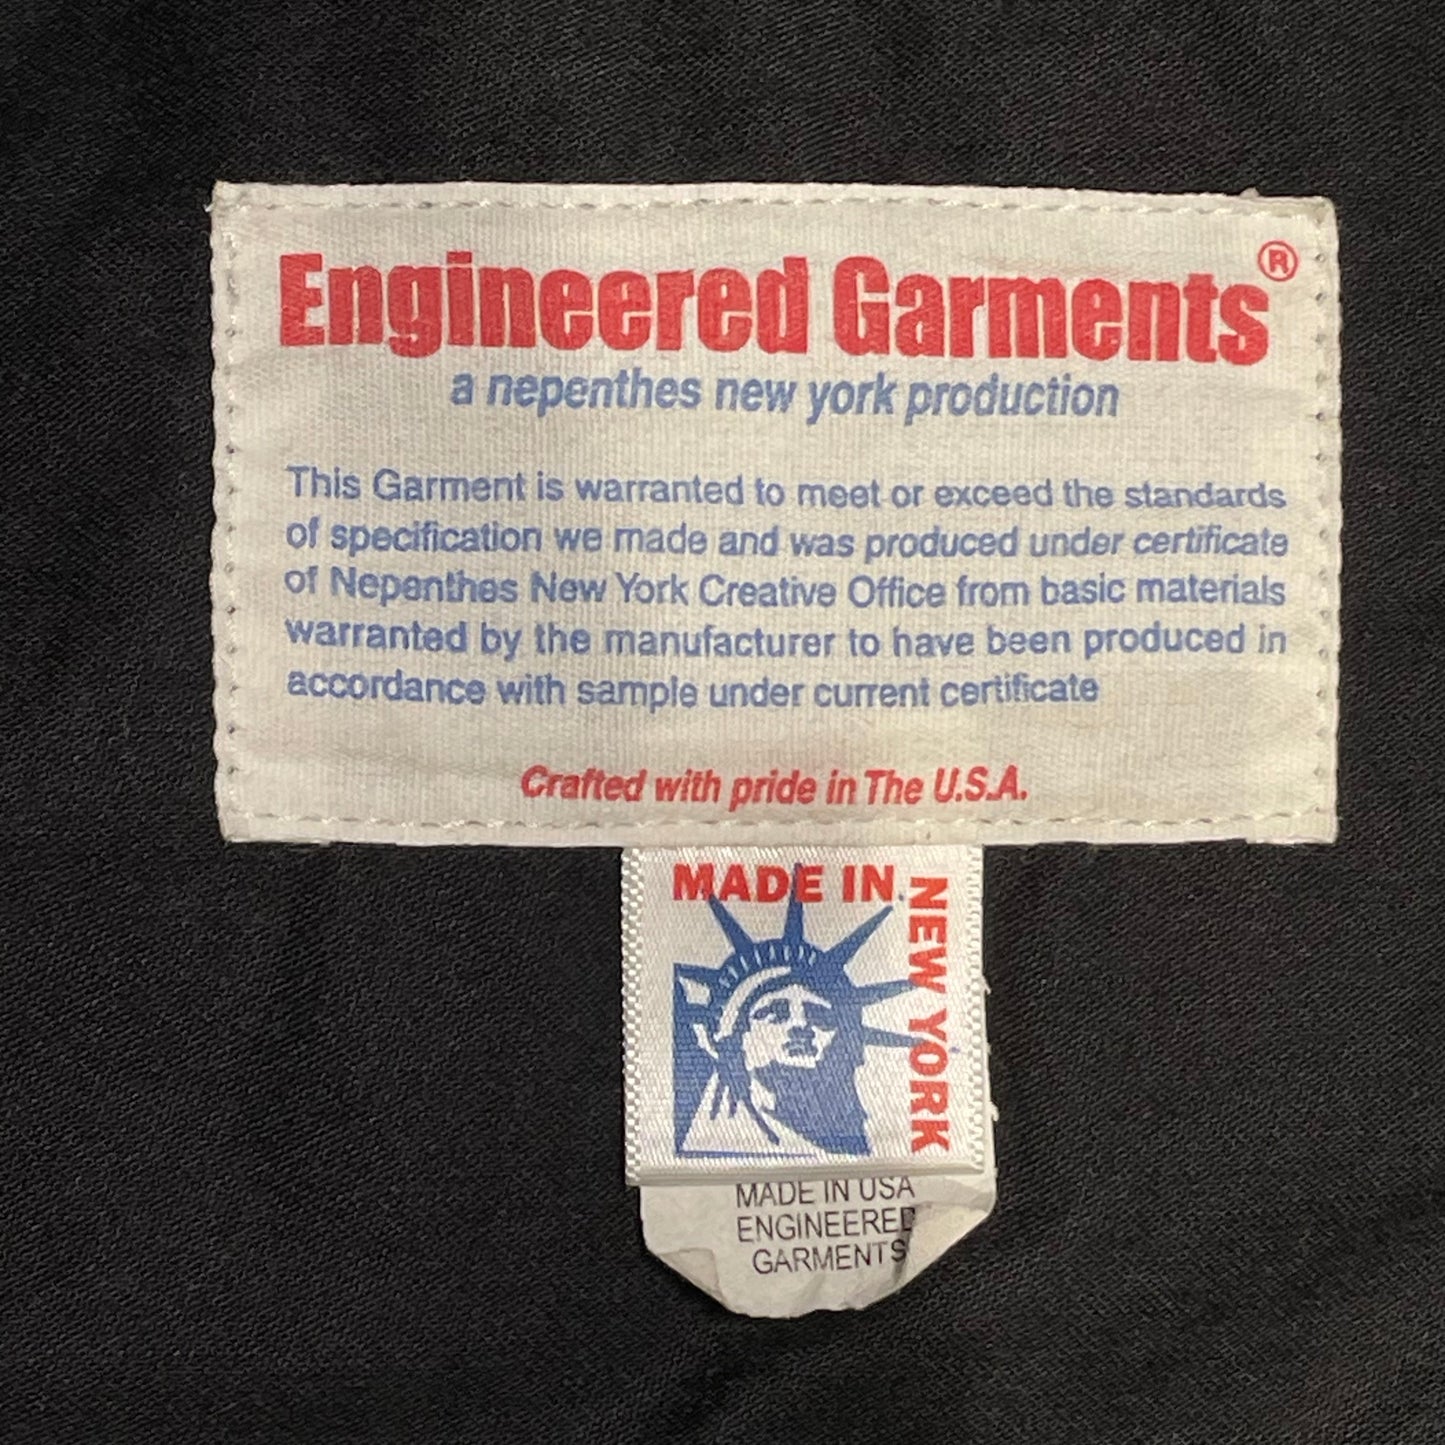 Engineered Garments®
a nepenthes new york production
This Garment is warranted to meet or exceed the standards
of specification we made and was produced under certificate
of Nepenthes New York Creative Office from basic materials
warranted by the manufacturer to have been produced in
accordance with sample under current certificate
Crafted with pride in The U.S.A.
MADE IN
NEW YORK
MADE IN USA
ENGINEERED
GARMENTS